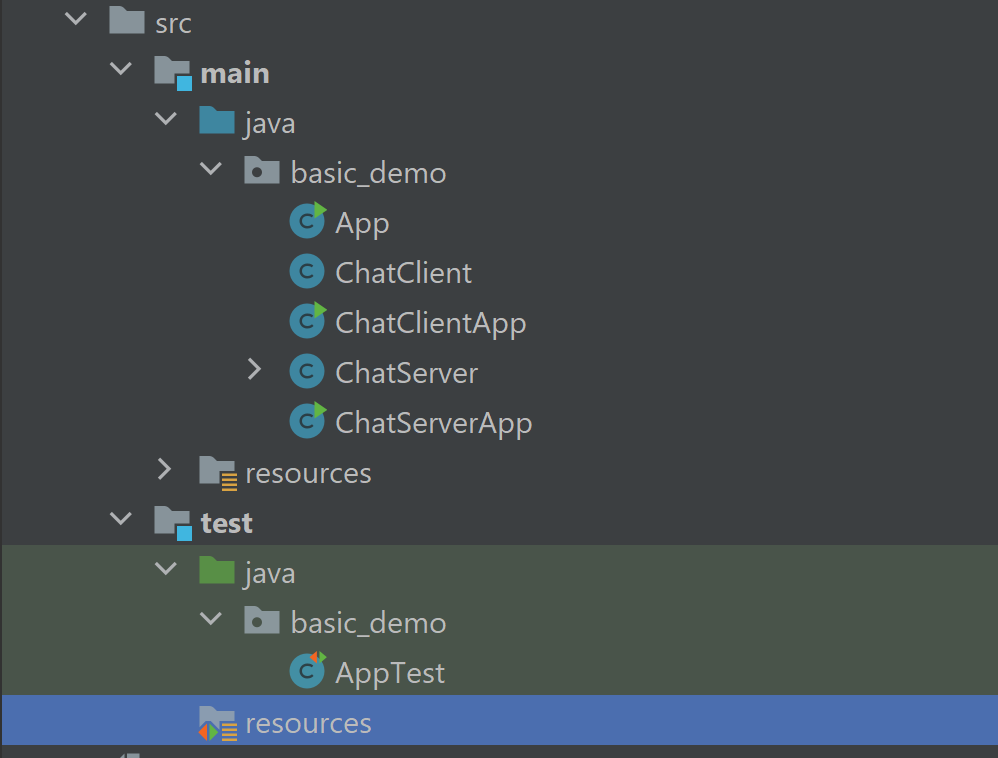 src
main
java
basic_demo
App
ChatClient
ChatClientApp
ChatServer
ChatServerApp
resources
test
java
basic_demo
AppTest
resources